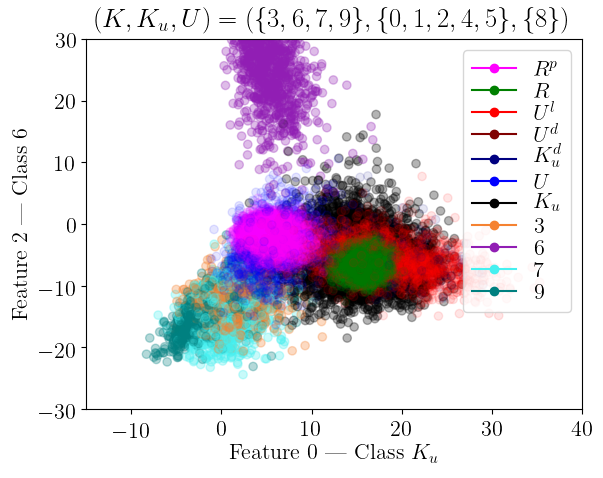 (K, K_u, U) = ({3, 6, 7, 9}, {0, 1, 2, 4, 5}, {8})
30
20
10
0
−10
−20
−30
Feature 2 — Class 6
−10
0
10
20
30
40
Feature 0 — Class K_u
R^p
R
U^l
U^d
K_u^d
U
K_u
3
6
7
9